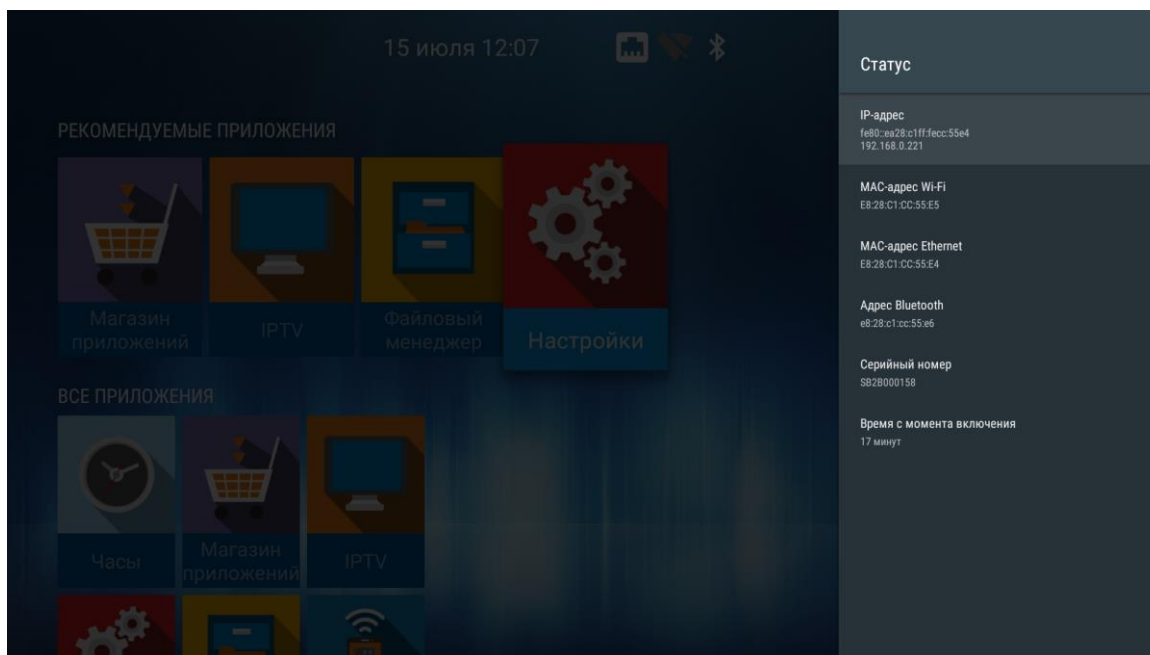 15 июля 12:07
РЕКОМЕНДУЕМЫЕ ПРИЛОЖЕНИЯ
Магазин
приложений
IPTV
Файловый
менеджер
Настройки
ВСЕ ПРИЛОЖЕНИЯ
Часы
Магазин
приложений
IPTV
Статус
IP-адрес
fe80::ea28:c1ff:fecc:55e4
192.168.0.221
MAC-адрес Wi-Fi
E8:28:C1:CC:55:E5
MAC-адрес Ethernet
E8:28:C1:CC:55:E4
Адрес Bluetooth
e8:28:c1:cc:55:e6
Серийный номер
SB2B000158
Время с момента включения
17 минут